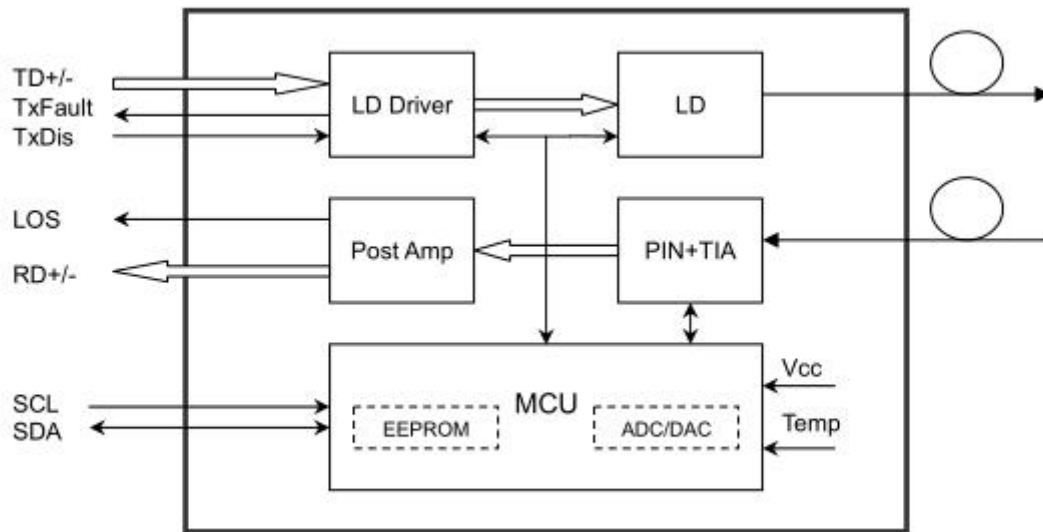 TD+/-
TxFault
TxDis
LD Driver
LD
LOS
RD+/-
Post Amp
PIN+TIA
SCL
SDA
MCU
EEPROM
ADC/DAC
Vcc
Temp